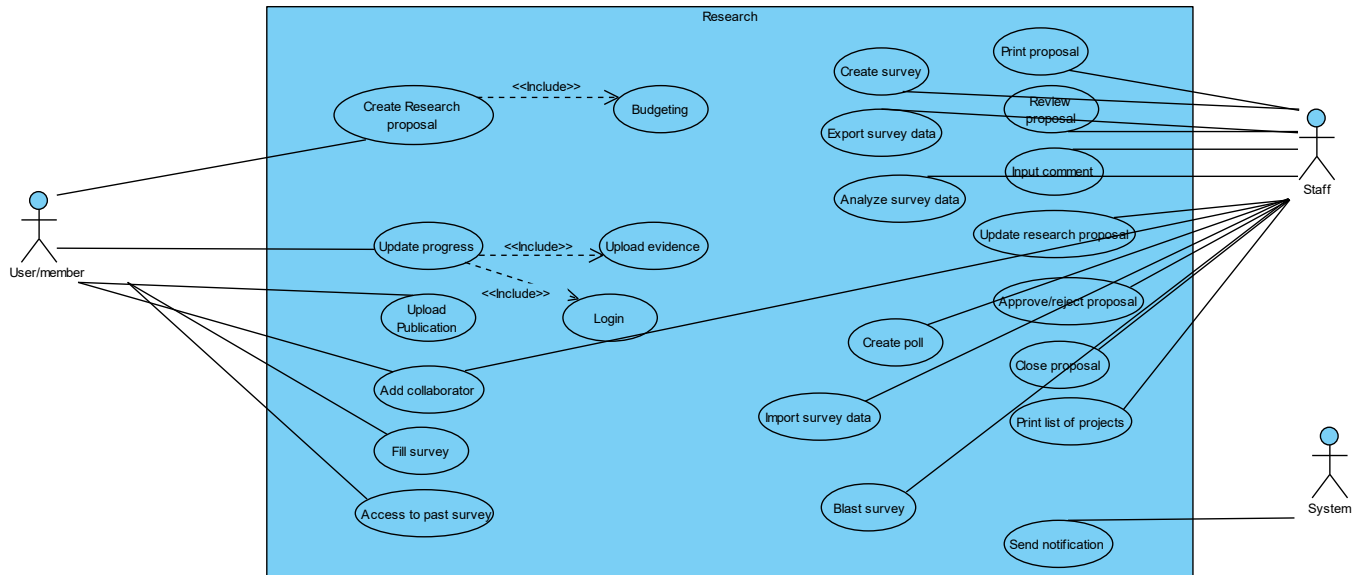 Research
Print proposal
Create survey
<<Include>>
Create Research
proposal
Budgeting
Review
proposal
Export survey data
Input comment
Staff
Analyze survey data
Update research proposal
Update progress
<<Include>>
Upload evidence
User/member
<<Include>>
Approve/reject proposal
Upload
Publication
Login
Create poll
Close proposal
Add collaborator
Import survey data
Print list of projects
Fill survey
Access to past survey
Blast survey
System
Send notification